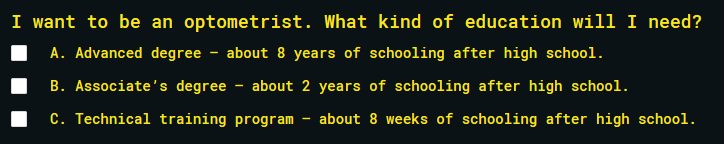 I want to be an optometrist. What kind of education will I need?
A. Advanced degree – about 8 years of schooling after high school.
B. Associate's degree – about 2 years of schooling after high school.
C. Technical training program – about 8 weeks of schooling after high school.